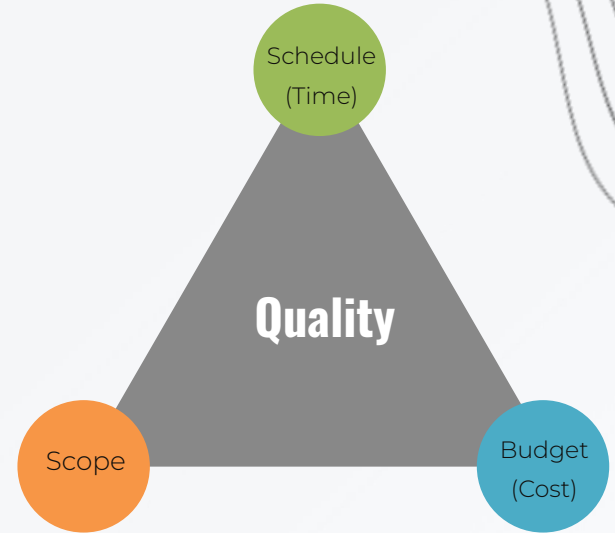 Schedule
(Time)
Quality
Scope
Budget
(Cost)